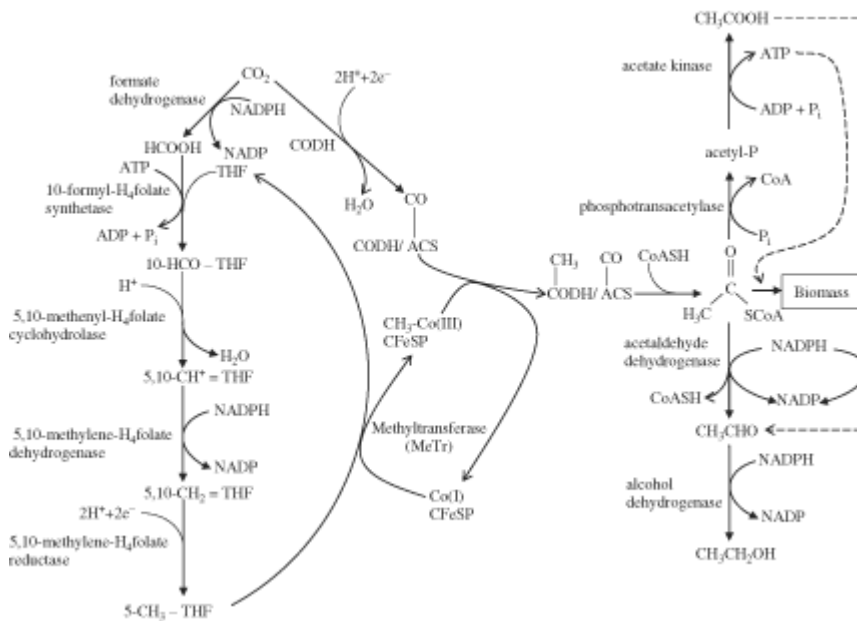 CH₃COOH
ATP
acetate kinase
ADP + Pᵢ
acetyl-P
CoA
phosphotransacetylase
Pᵢ
O
C
H₃C
SCoA
Biomass
acetaldehyde
dehydrogenase
NADPH
CoASH
NADP
CH₃CHO
NADPH
alcohol
dehydrogenase
NADP
CH₃CH₂OH
CO₂
2H⁺+2e⁻
formate
dehydrogenase
NADPH
HCOOH
NADP
CODH
H₂O
CO
CODH/ ACS
ATP
THF
10-formyl-H₄folate
synthetase
ADP + Pᵢ
10-HCO – THF
H⁺
5,10-methenyl-H₄folate
cyclohydrolase
H₂O
5,10-CH⁺ = THF
NADPH
5,10-methylene-H₄folate
dehydrogenase
NADP
5,10-CH₂ = THF
2H⁺+2e⁻
5,10-methylene-H₄folate
reductase
5-CH₃ – THF
CH₃-Co(III)
CFeSP
Methyltransferase
(MeTr)
Co(I)
CFeSP
CH₃
CO
CODH/ ACS
CoASH